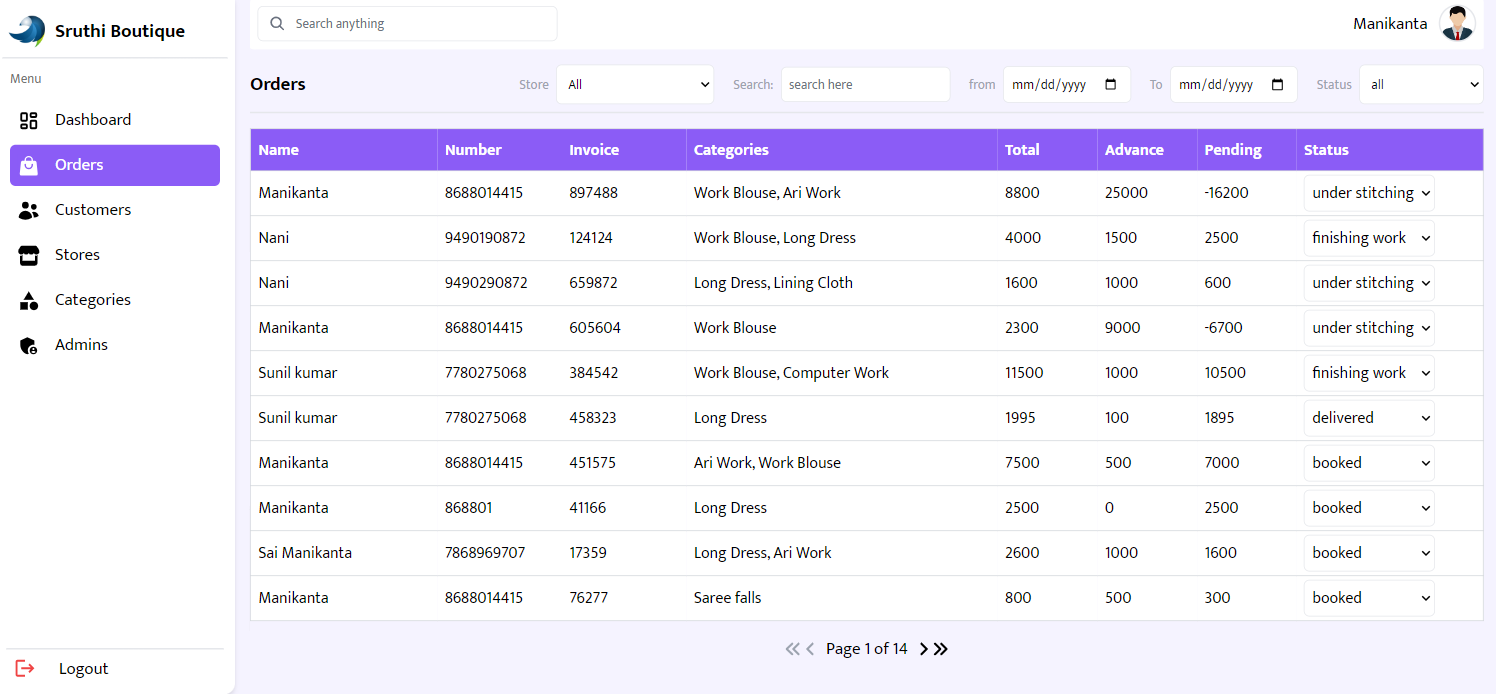 Sruthi Boutique
Search anything
Manikanta
Menu
Dashboard
Orders
Customers
Stores
Categories
Admins
Logout
Orders Store All Search: search here from mm/dd/yyyy To mm/dd/yyyy Status all
Name Number Invoice Categories Total Advance Pending Status
Manikanta 8688014415 897488 Work Blouse, Ari Work 8800 25000 -16200 under stitching
Nani 9490190872 124124 Work Blouse, Long Dress 4000 1500 2500 finishing work
Nani 9490290872 659872 Long Dress, Lining Cloth 1600 1000 600 under stitching
Manikanta 8688014415 605604 Work Blouse 2300 9000 -6700 under stitching
Sunil kumar 7780275068 384542 Work Blouse, Computer Work 11500 1000 10500 finishing work
Sunil kumar 7780275068 458323 Long Dress 1995 100 1895 delivered
Manikanta 8688014415 451575 Ari Work, Work Blouse 7500 500 7000 booked
Manikanta 868801 41166 Long Dress 2500 0 2500 booked
Sai Manikanta 7868969707 17359 Long Dress, Ari Work 2600 1000 1600 booked
Manikanta 8688014415 76277 Saree falls 800 500 300 booked
Page 1 of 14